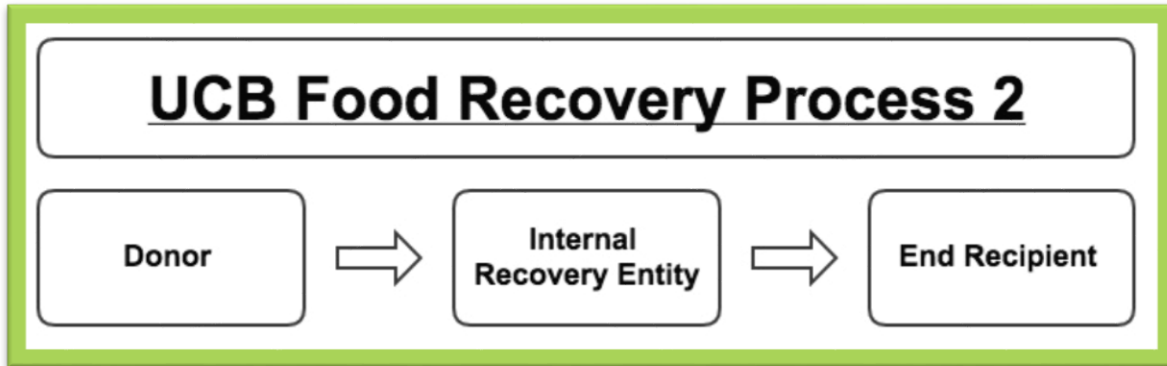 UCB Food Recovery Process 2
Donor
Internal
Recovery Entity
End Recipient